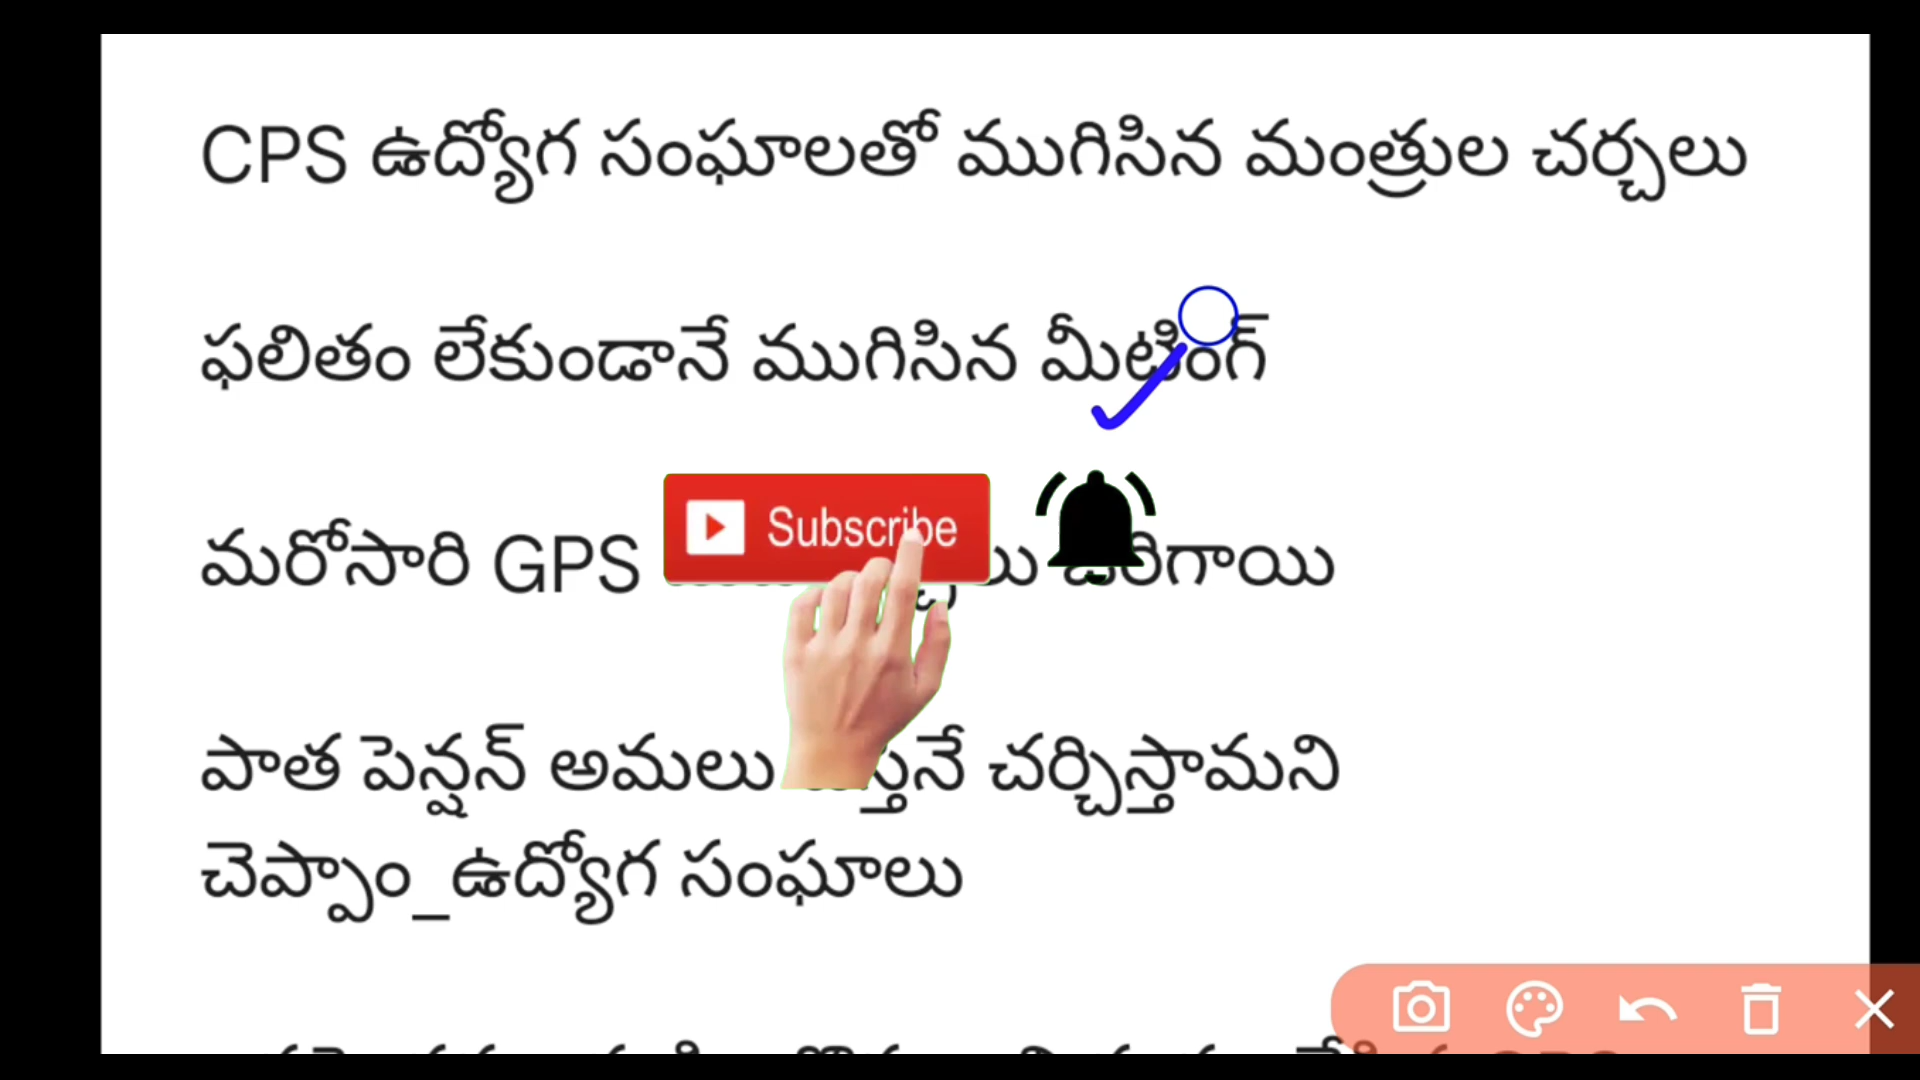 CPS ఉద్యోగ సంఘాలతో ముగిసిన మంత్రుల చర్చలు
ఫలితం లేకుండానే ముగిసిన మీటింగ్
Subscribe
మరోసారి GPS
పాత పెన్షన్ అమలు చర్చిస్తామని
చెప్పాం_ఉద్యోగ సంఘాలు